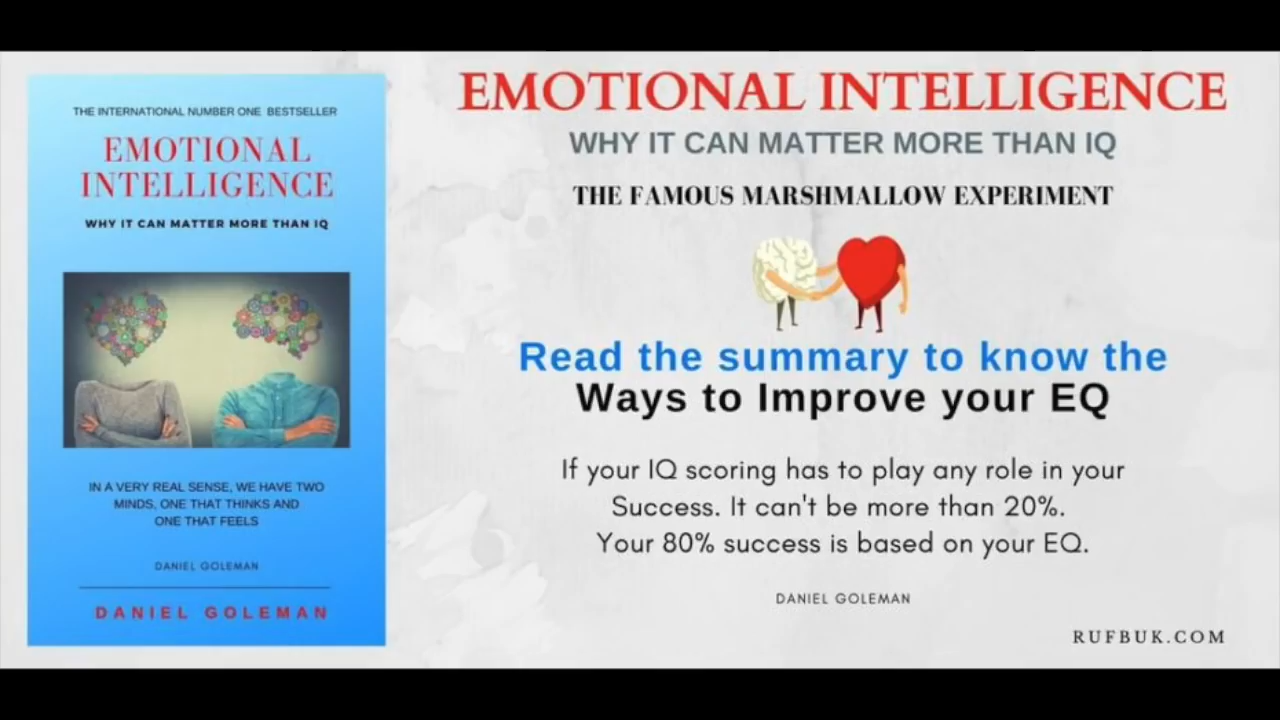 THE INTERNATIONAL NUMBER ONE BESTSELLER
EMOTIONAL
INTELLIGENCE
WHY IT CAN MATTER MORE THAN IQ
IN A VERY REAL SENSE, WE HAVE TWO
MINDS, ONE THAT THINKS AND
ONE THAT FEELS
DANIEL GOLEMAN
DANIEL GOLEMAN
EMOTIONAL INTELLIGENCE
WHY IT CAN MATTER MORE THAN IQ
THE FAMOUS MARSHMALLOW EXPERIMENT
Read the summary to know the
Ways to Improve your EQ
If your IQ scoring has to play any role in your
Success. It can't be more than 20%.
Your 80% success is based on your EQ.
DANIEL GOLEMAN
RUFBUK.COM